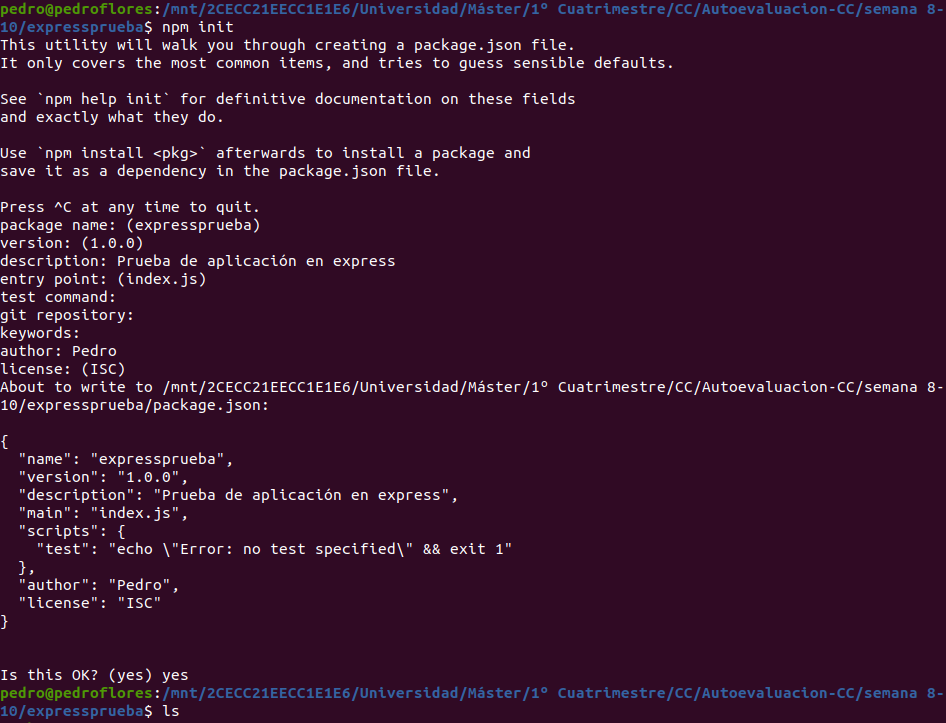 pedro@pedroflores:/mnt/2CECC21EECC1E1E6/Universidad/Máster/1º Cuatrimestre/CC/Autoevaluacion-CC/semana 8-
10/expressprueba$ npm init
This utility will walk you through creating a package.json file.
It only covers the most common items, and tries to guess sensible defaults.

See `npm help init` for definitive documentation on these fields
and exactly what they do.

Use `npm install <pkg>` afterwards to install a package and
save it as a dependency in the package.json file.

Press ^C at any time to quit.
package name: (expressprueba)
version: (1.0.0)
description: Prueba de aplicación en express
entry point: (index.js)
test command:
git repository:
keywords:
author: Pedro
license: (ISC)
About to write to /mnt/2CECC21EECC1E1E6/Universidad/Máster/1º Cuatrimestre/CC/Autoevaluacion-CC/semana 8-
10/expressprueba/package.json:

{
  "name": "expressprueba",
  "version": "1.0.0",
  "description": "Prueba de aplicación en express",
  "main": "index.js",
  "scripts": {
    "test": "echo \"Error: no test specified\" && exit 1"
  },
  "author": "Pedro",
  "license": "ISC"
}

Is this OK? (yes) yes
pedro@pedroflores:/mnt/2CECC21EECC1E1E6/Universidad/Máster/1º Cuatrimestre/CC/Autoevaluacion-CC/semana 8-
10/expressprueba$ ls